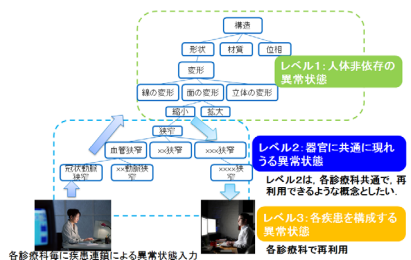 構造
形状
材質
位相
変形
線の変形
面の変形
立体の変形
縮小
拡大
レベル1:人体非依存の
異常状態
狭窄
血管狭窄
××狭窄
×××狭窄
冠状動脈
狭窄
××動脈狭
窄
××××狭
窄
レベル2:器官に共通に現れ
うる異常状態
レベル2は、各診療科共通で、再
利用できるような概念としたい.
レベル3:各疾患を構成する
異常状態
各診療科で再利用
各診療科毎に疾患連鎖による異常状態入力